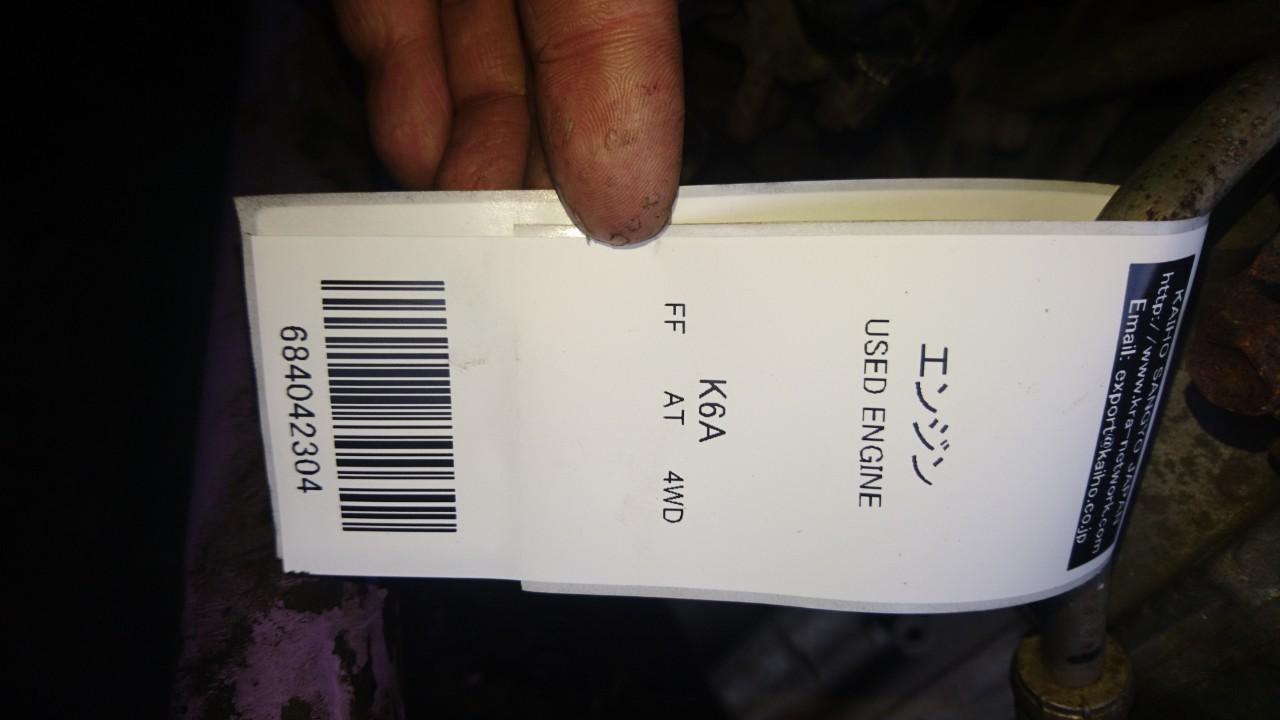 KAIHO SANGYO JAPAN
http://www.kra-network.com
Email: export@kaiho.co.jp
エンジン
USED ENGINE
K6A
FF AT 4WD
684042304